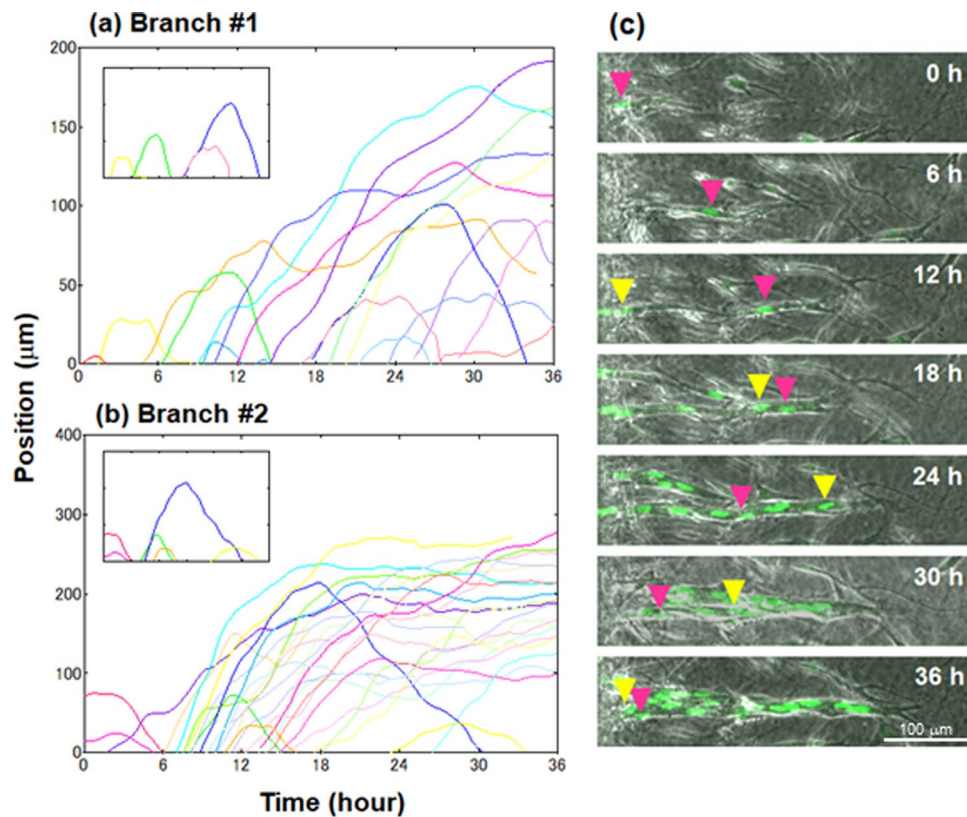 (a) Branch #1
200
150
100
50
0
0 6 12 18 24 30 36
(b) Branch #2
400
300
200
100
0
0 6 12 18 24 30 36
Position (μm)
Time (hour)
(c)
0 h
6 h
12 h
18 h
24 h
30 h
36 h
100 μm